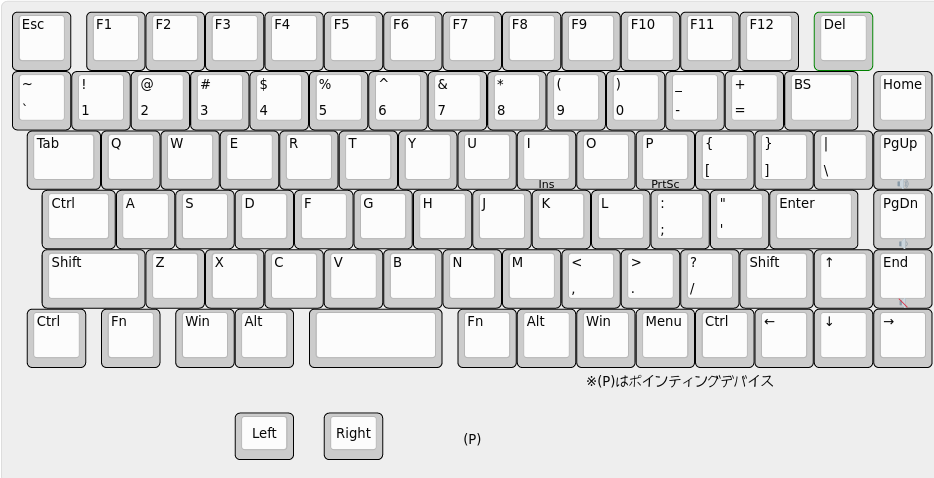 Esc F1 F2 F3 F4 F5 F6 F7 F8 F9 F10 F11 F12 Del
~ ! @ # $ % ^ & * ( ) _ + BS Home
` 1 2 3 4 5 6 7 8 9 0 - =
Tab Q W E R T Y U I O P { } | PgUp
[ ] \
Ins PrtSc
Ctrl A S D F G H J K L : " Enter PgDn
; '
Shift Z X C V B N M < > ? Shift ↑ End
, . /
Ctrl Fn Win Alt Fn Alt Win Menu Ctrl ← ↓ →
※(P)はポインティングデバイス
Left Right (P)